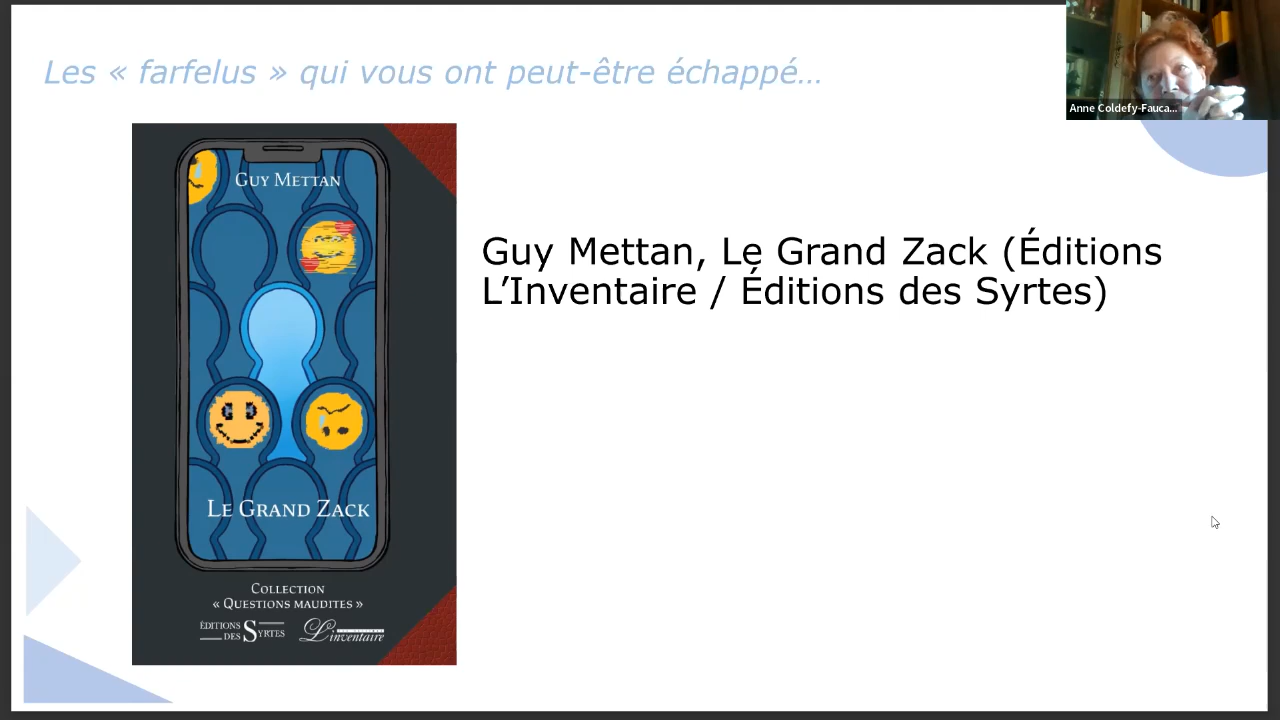 Les « farfelus » qui vous ont peut-être échappé…
Anne Coldefy-Fauca...
GUY METTAN
Guy Mettan, Le Grand Zack (Éditions
L’Inventaire / Éditions des Syrtes)
LE GRAND ZACK
COLLECTION
« QUESTIONS MAUDITES »
ÉDITIONS
DES SYRTES
L'inventaire